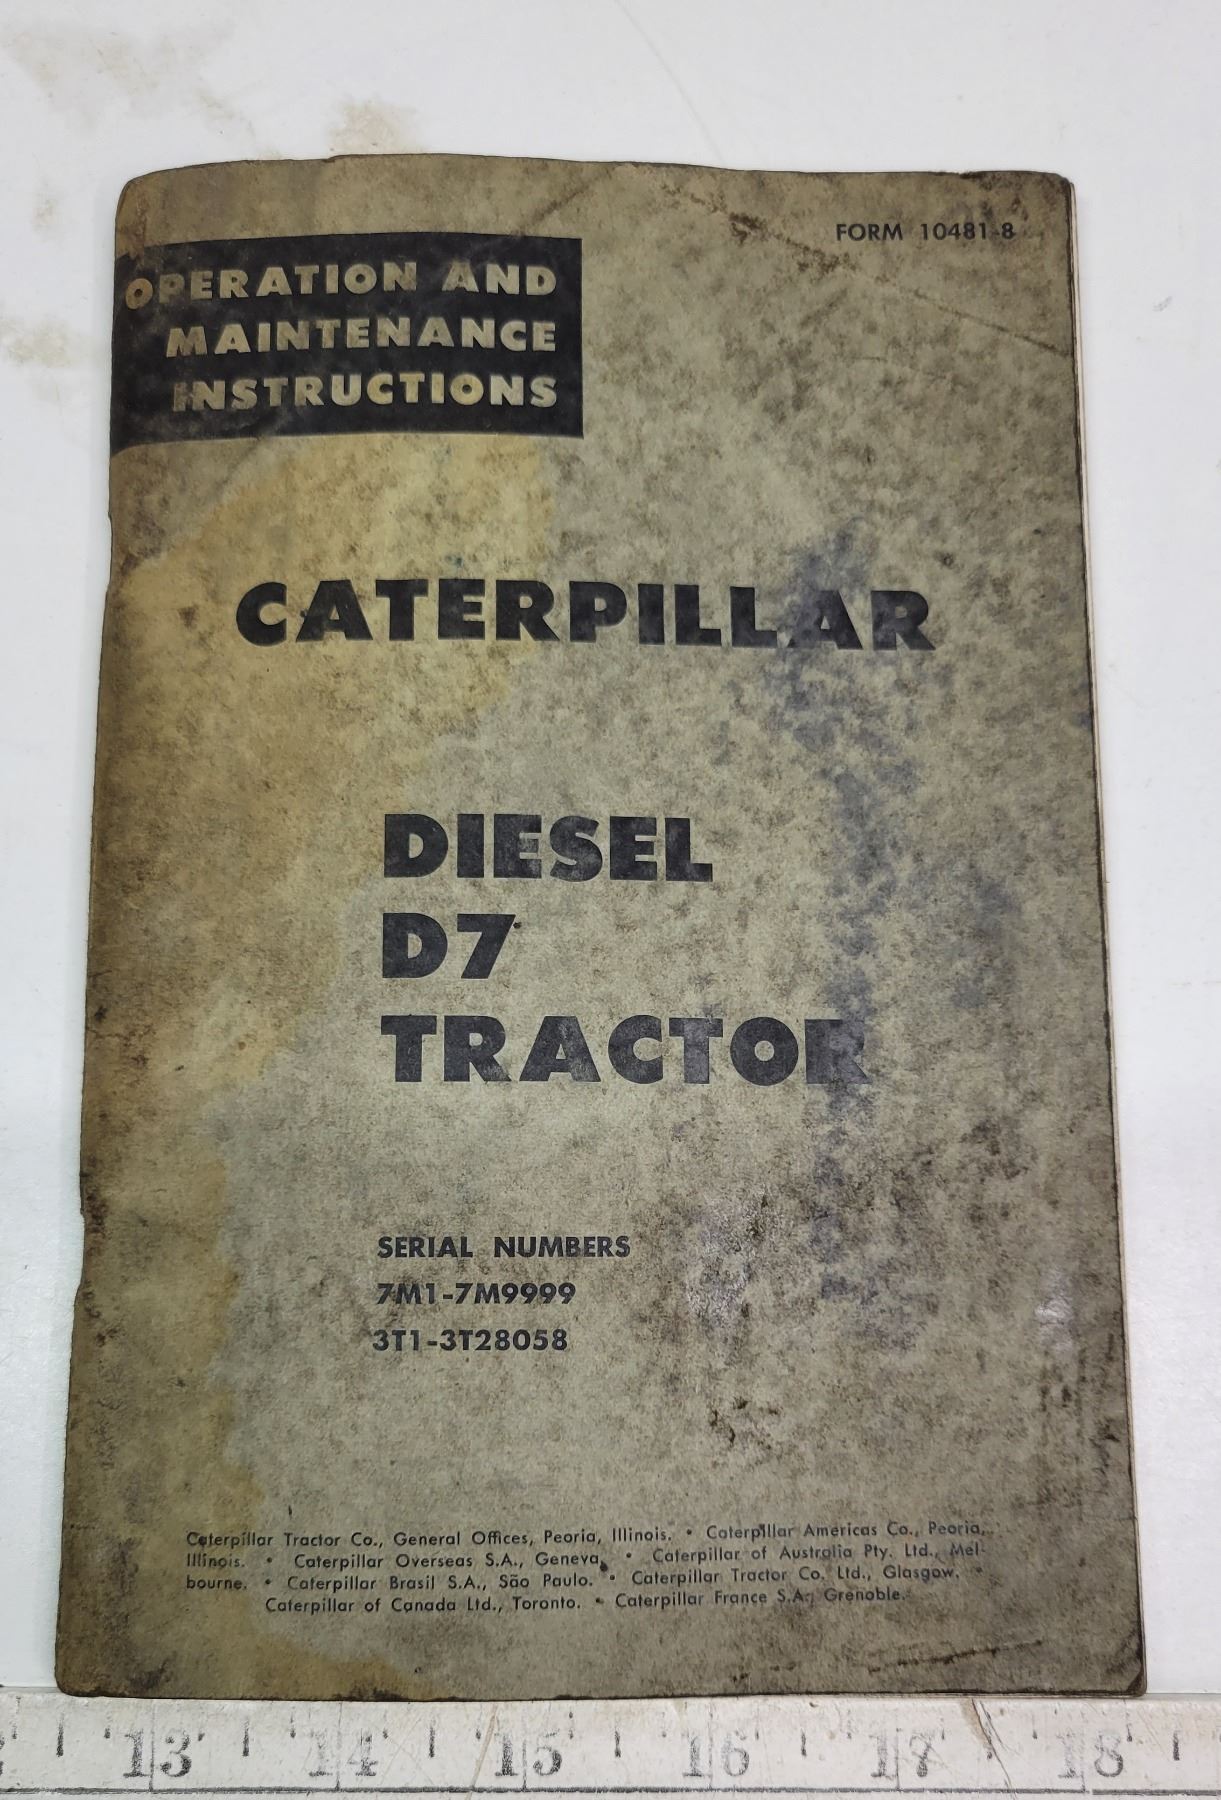 FORM 10481-8
OPERATION AND
MAINTENANCE
INSTRUCTIONS
CATERPILLAR
DIESEL
D7
TRACTOR
SERIAL NUMBERS
7M1-7M9999
3T1-3T28058
Caterpillar Tractor Co., General Offices, Peoria, Illinois. • Caterpillar Americas Co., Peoria,
Illinois. • Caterpillar Overseas S.A., Geneva. • Caterpillar of Australia Pty. Ltd., Mel-
bourne. • Caterpillar Brasil S.A., São Paulo. • Caterpillar Tractor Co. Ltd., Glasgow. •
Caterpillar of Canada Ltd., Toronto. • Caterpillar France S.A., Grenoble.
13 14 15 16 17 18